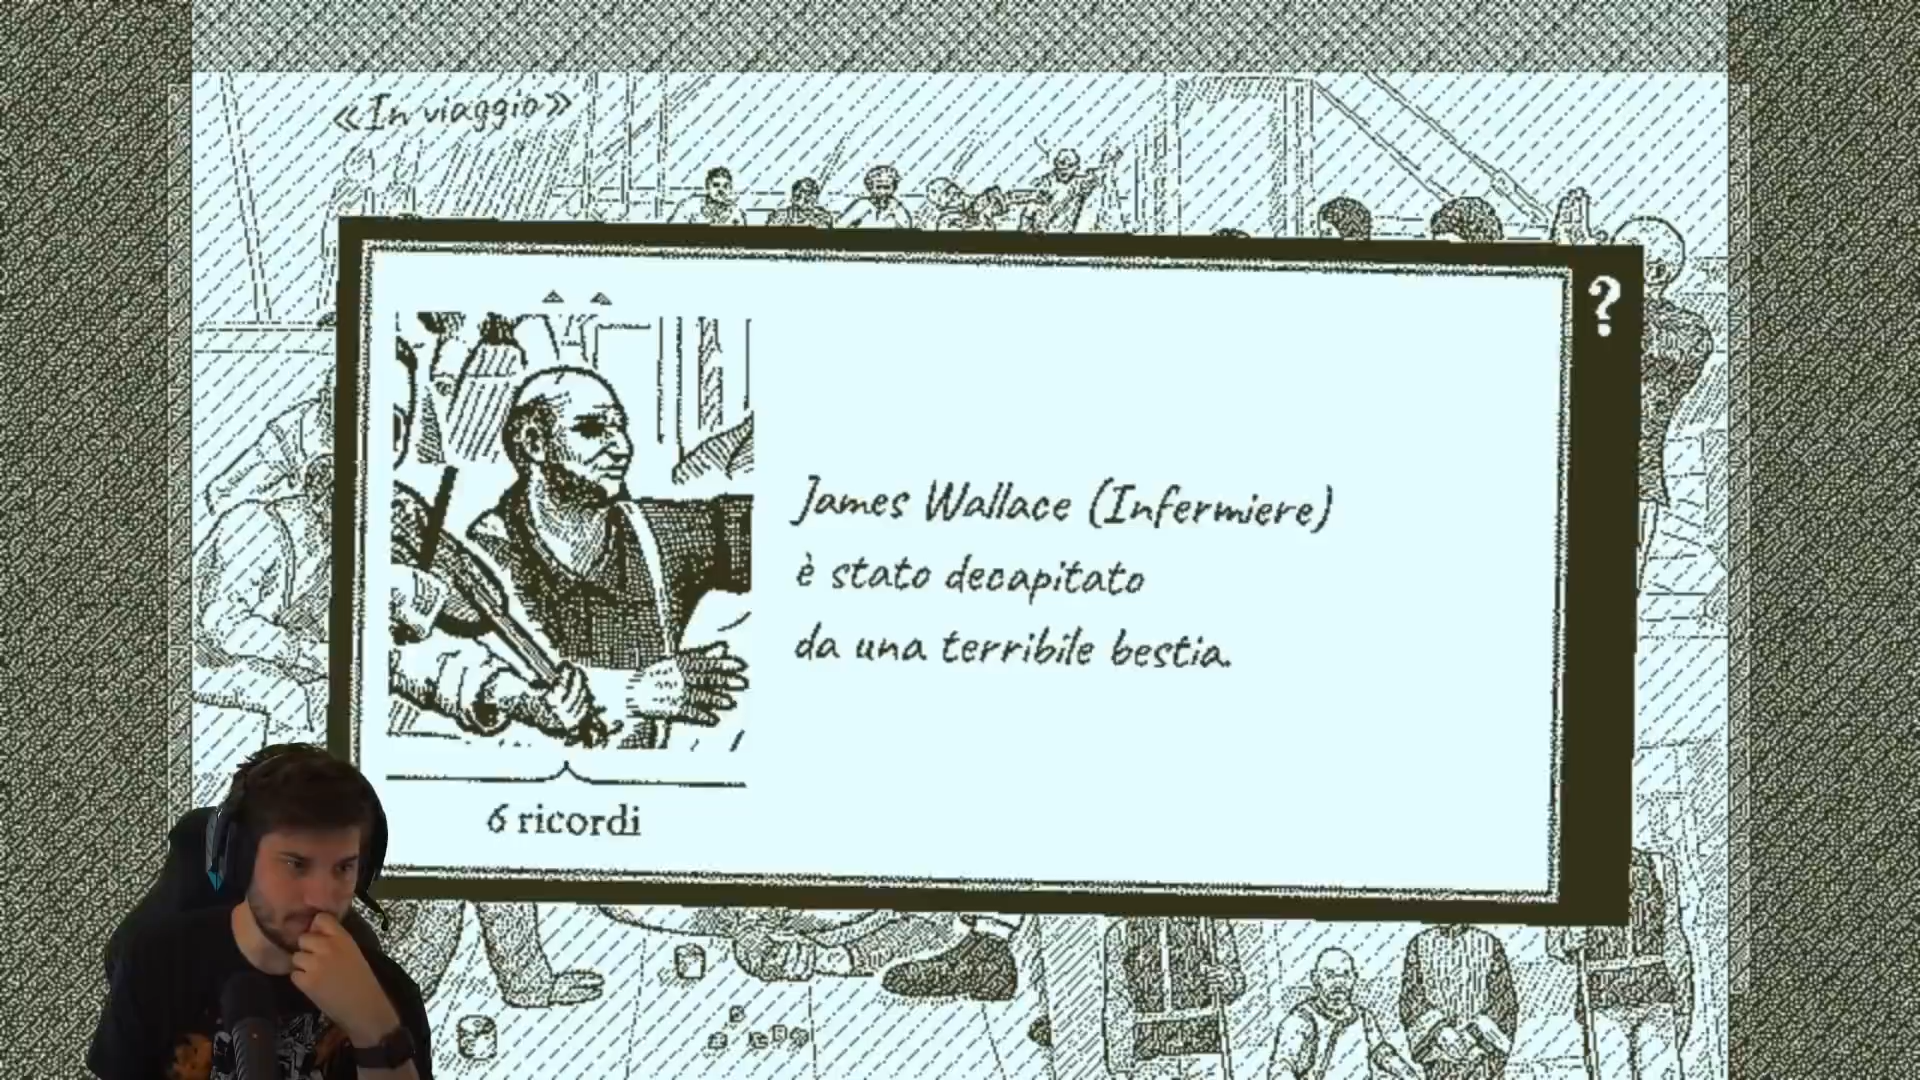 «In viaggio»
?
James Wallace (Infermiere)
è stato decapitato
da una terribile bestia.
6 ricordi